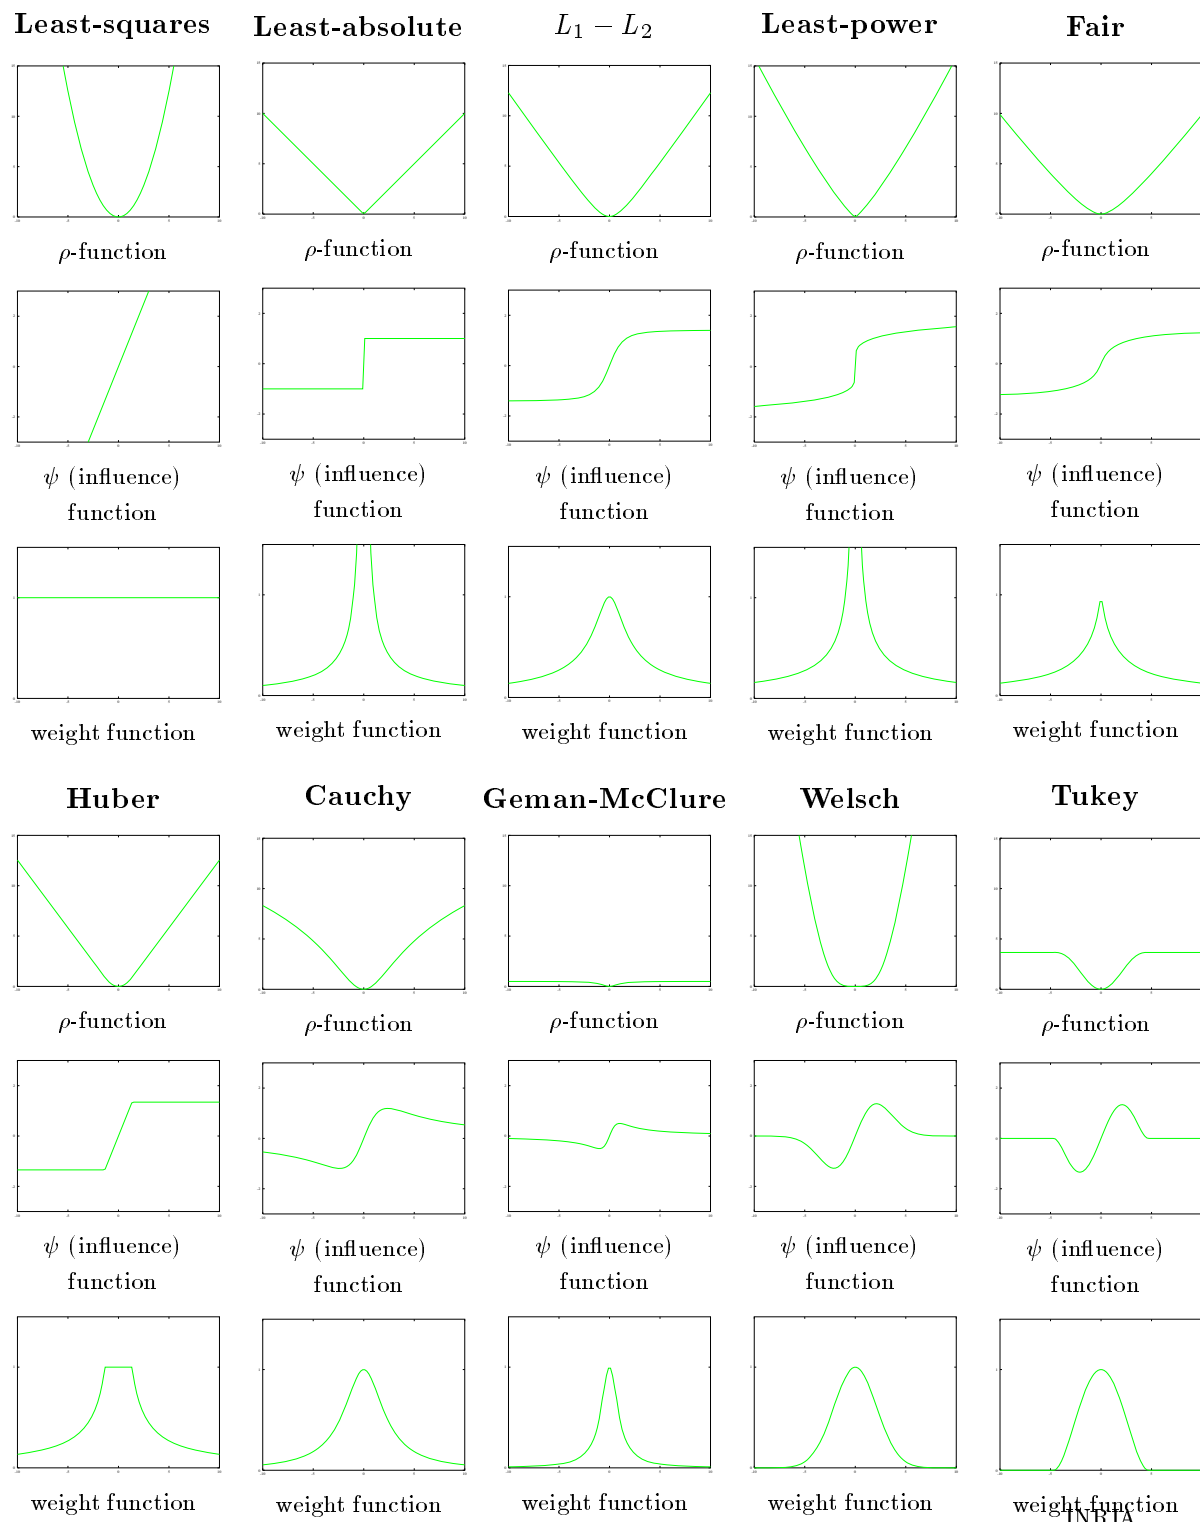 Least-squares Least-absolute L₁ − L₂ Least-power Fair
ρ-function ρ-function ρ-function ρ-function ρ-function
ψ (influence) ψ (influence) ψ (influence) ψ (influence) ψ (influence)
function function function function function
weight function weight function weight function weight function weight function
Huber Cauchy Geman-McClure Welsch Tukey
ρ-function ρ-function ρ-function ρ-function ρ-function
ψ (influence) ψ (influence) ψ (influence) ψ (influence) ψ (influence)
function function function function function
weight function weight function weight function weight function weight function
INRIA